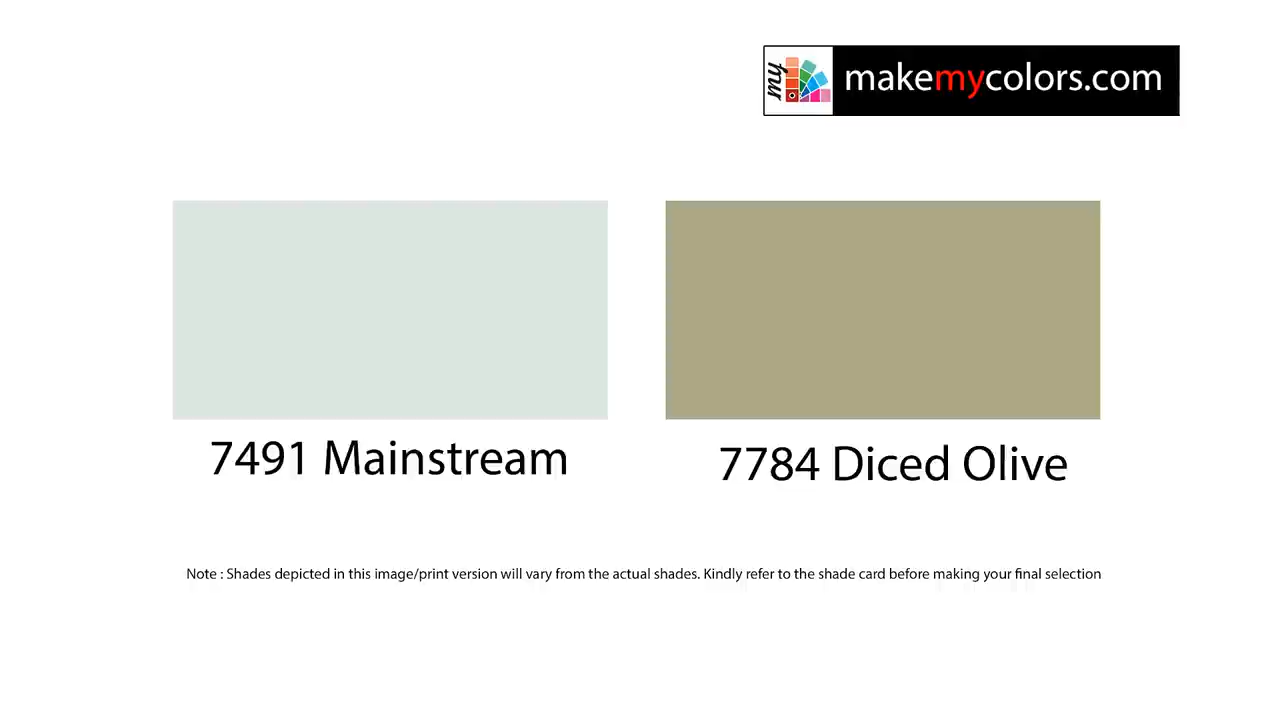 my makemycolors.com
7491 Mainstream
7784 Diced Olive
Note : Shades depicted in this image/print version will vary from the actual shades. Kindly refer to the shade card before making your final selection